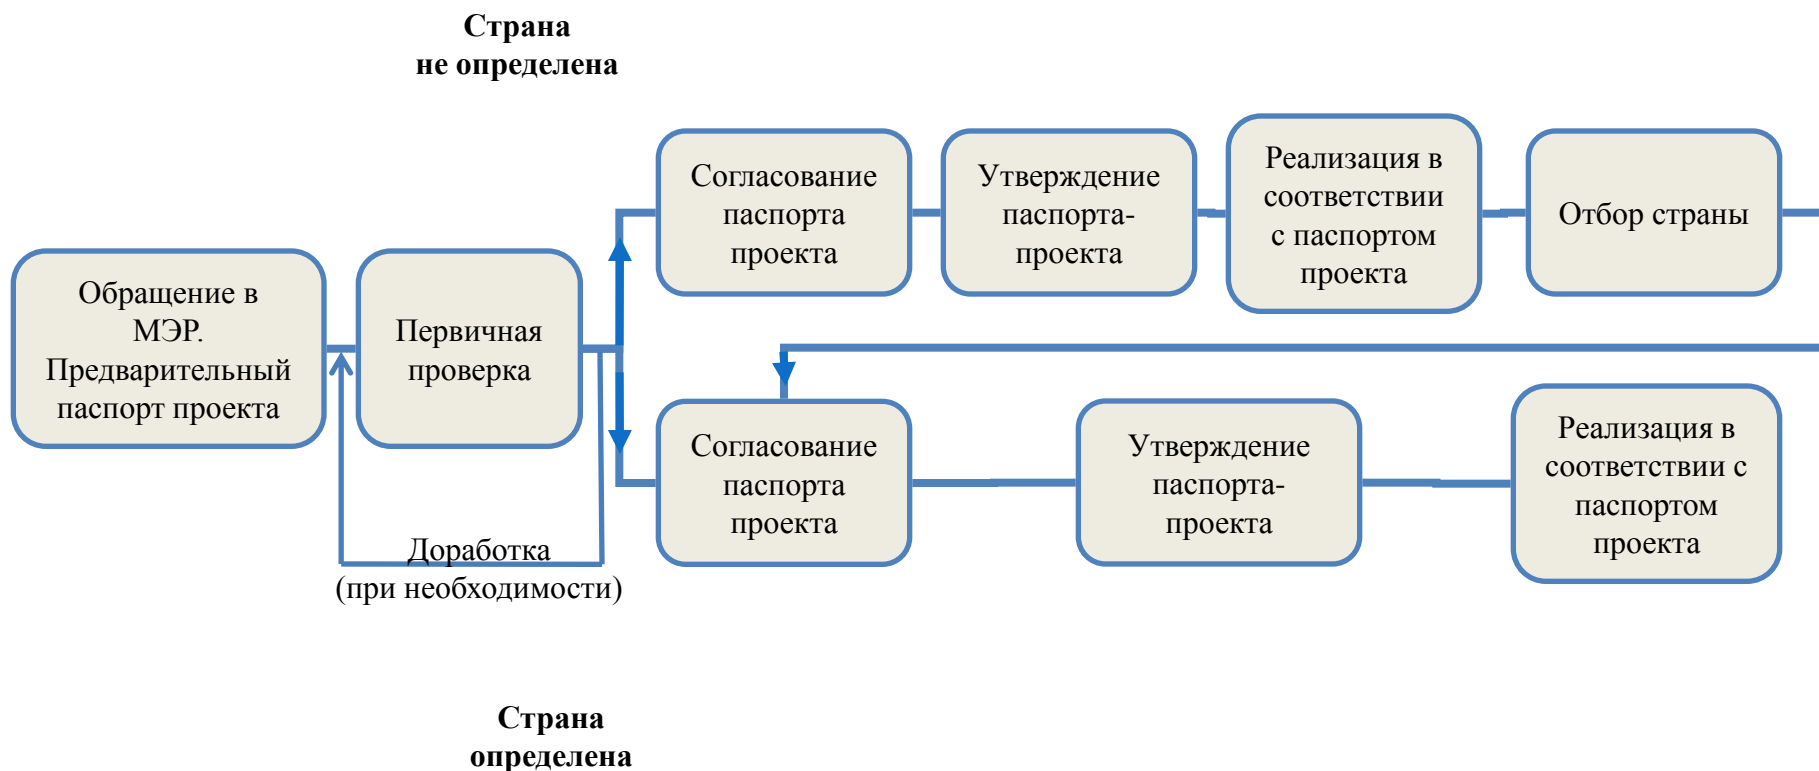 Страна
не определена
Согласование
паспорта
проекта
Утверждение
паспорта-
проекта
Реализация в
соответствии
с паспортом
проекта
Отбор страны
Обращение в
МЭР.
Предварительный
паспорт проекта
Первичная
проверка
Согласование
паспорта
проекта
Утверждение
паспорта-
проекта
Реализация в
соответствии с
паспортом
проекта
Доработка
(при необходимости)
Страна
определена